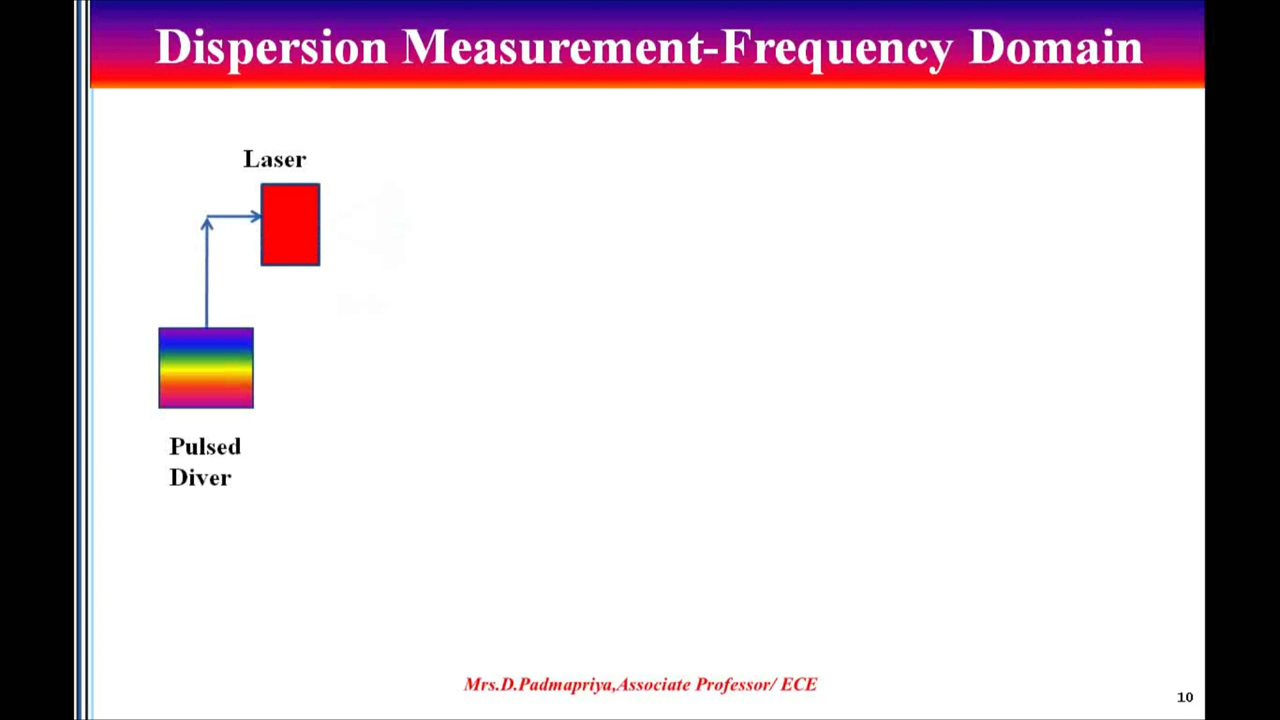 Dispersion Measurement-Frequency Domain
Laser
Pulsed
Diver
Mrs.D.Padmapriya,Associate Professor/ ECE
10